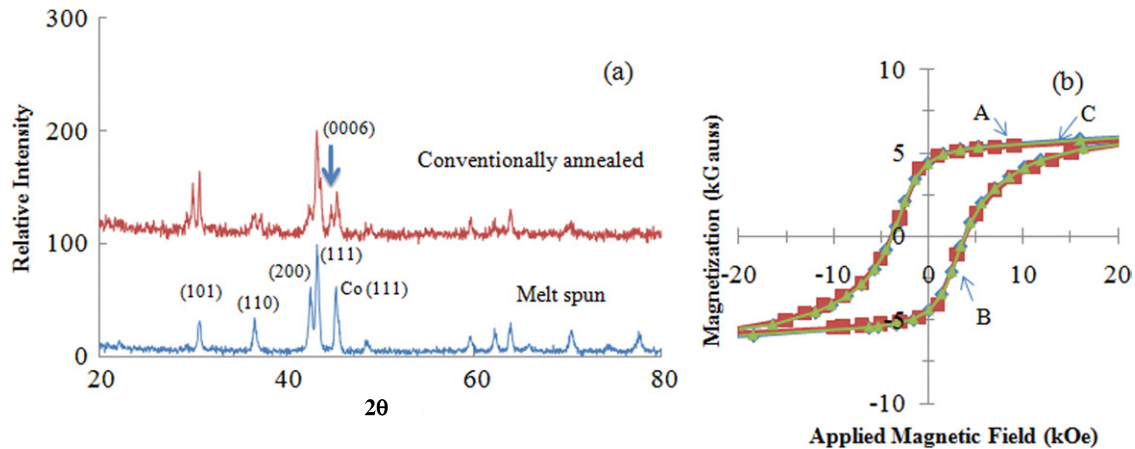 300
200
100
0
20
40
60
80
Relative Intensity
2θ
(a)
(0006)
Conventionally annealed
(101)
(110)
(200)
(111)
Co (111)
Melt spun
(b)
10
5
0
-5
-10
-20
-10
0
10
20
A
C
B
Magnetization (kGauss)
Applied Magnetic Field (kOe)